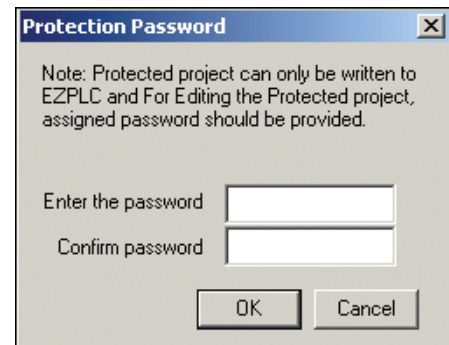 Protection Password
Note: Protected project can only be written to
EZPLC and For Editing the Protected project,
assigned password should be provided.
Enter the password
Confirm password
OK Cancel